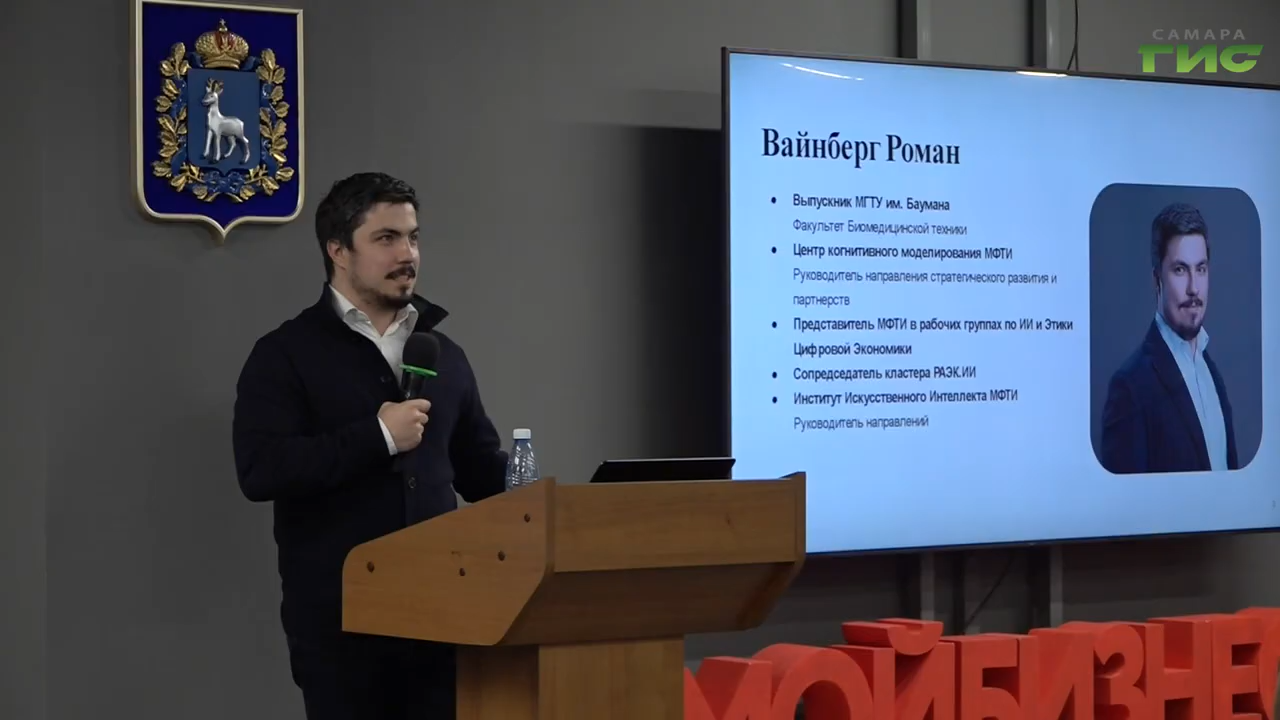 САМАРА
ГИС
Вайнберг Роман
Выпускник МГТУ им. Баумана
Факультет Биомедицинской техники
Центр когнитивного моделирования МФТИ
Руководитель направления стратегического развития и
партнерств
Представитель МФТИ в рабочих группах по ИИ и Этики
Цифровой Экономики
Сопредседатель кластера РАЭК.ИИ
Институт Искусственного Интеллекта МФТИ
Руководитель направлений
МОЙБИЗНЕ